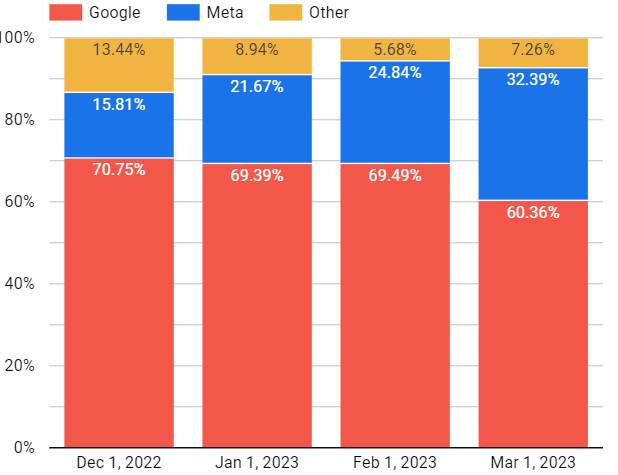 Google Meta Other
100%
13.44% 8.94% 5.68% 7.26%
15.81% 21.67% 24.84% 32.39%
80%
70.75% 69.39% 69.49% 60.36%
60%
40%
20%
0%
Dec 1, 2022 Jan 1, 2023 Feb 1, 2023 Mar 1, 2023